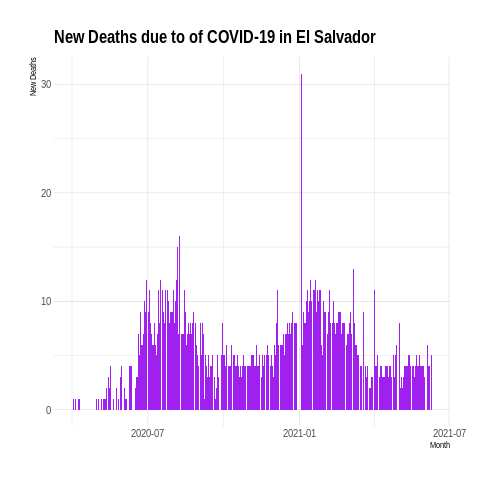 New Deaths due to of COVID-19 in El Salvador
New Deaths
30
20
10
0
2020-07
2021-01
2021-07
Month